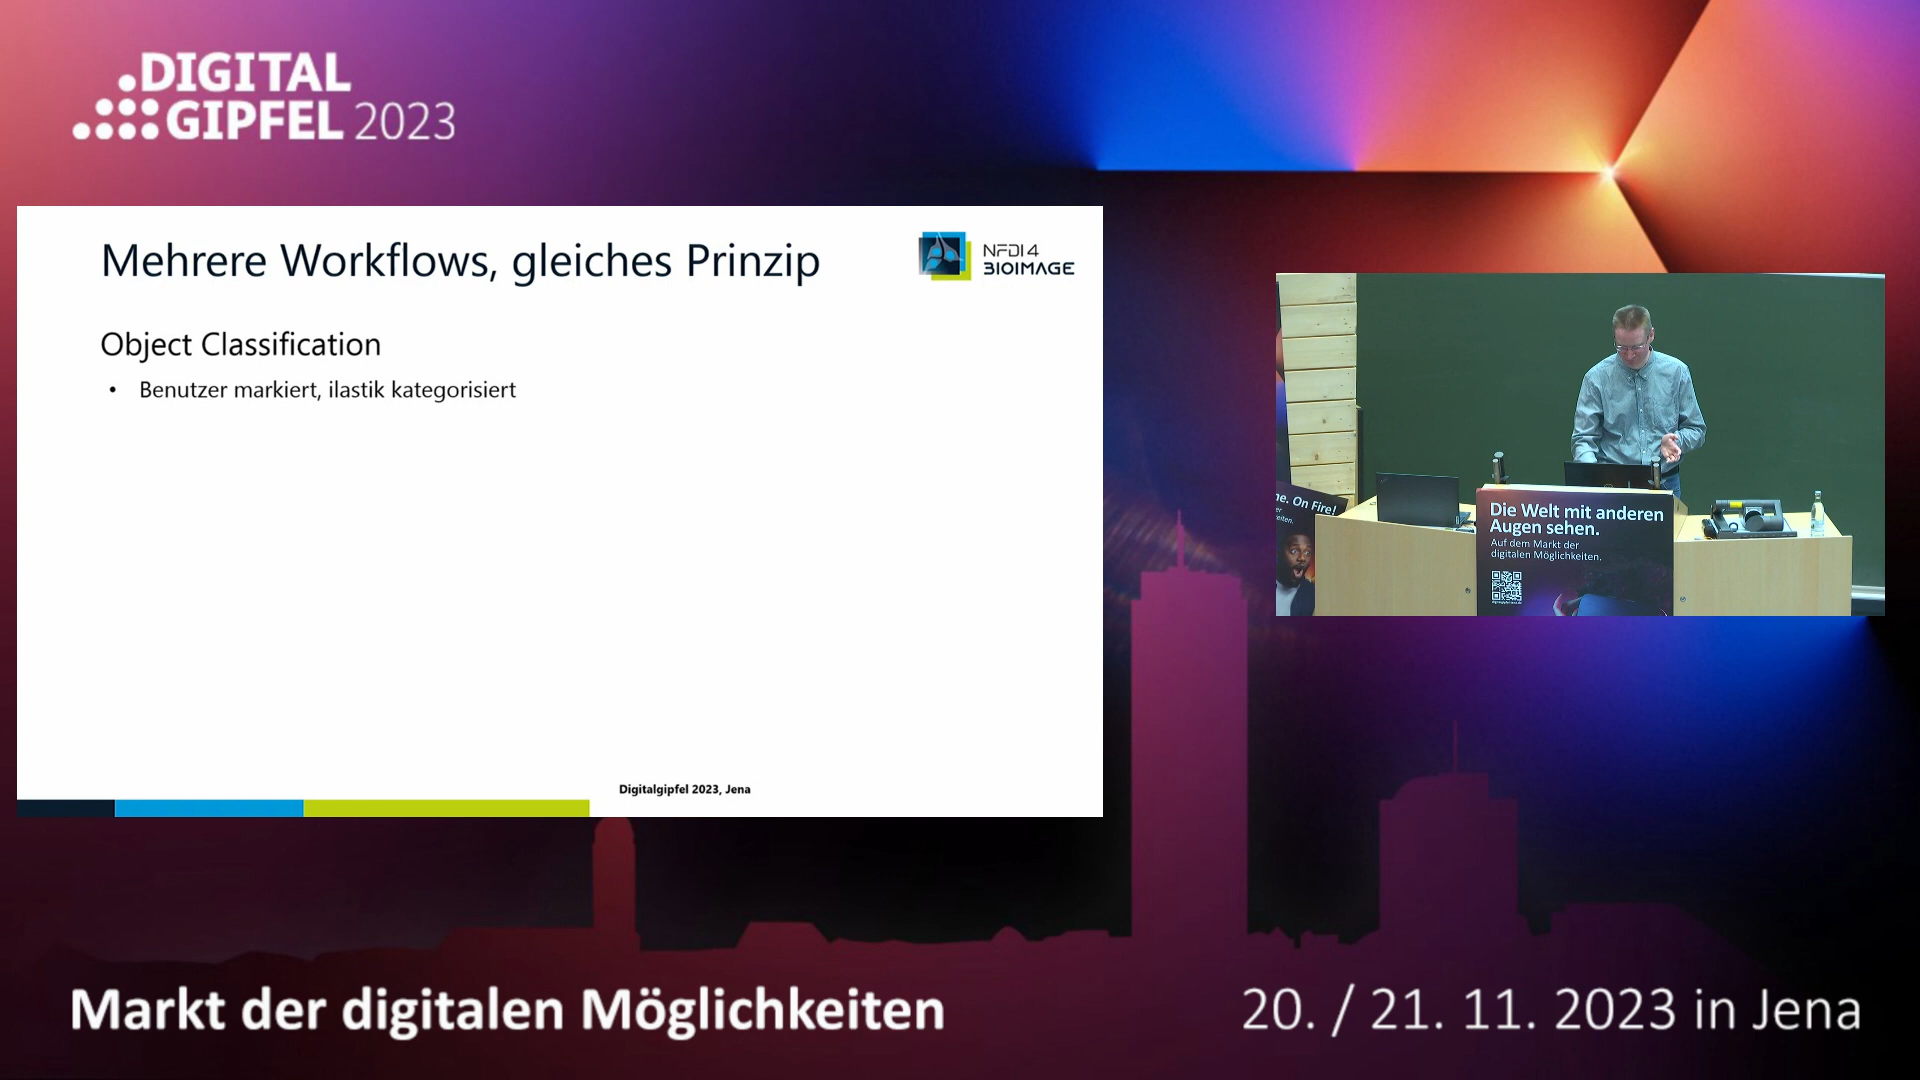 DIGITAL
GIPFEL 2023
Mehrere Workflows, gleiches Prinzip
NFDI4
BIOIMAGE
Object Classification
• Benutzer markiert, ilastik kategorisiert
Digitalgipfel 2023, Jena
ne. On Fire!
Die Welt mit anderen
Augen sehen.
Auf dem Markt der
digitalen Möglichkeiten.
Markt der digitalen Möglichkeiten
20. / 21. 11. 2023 in Jena